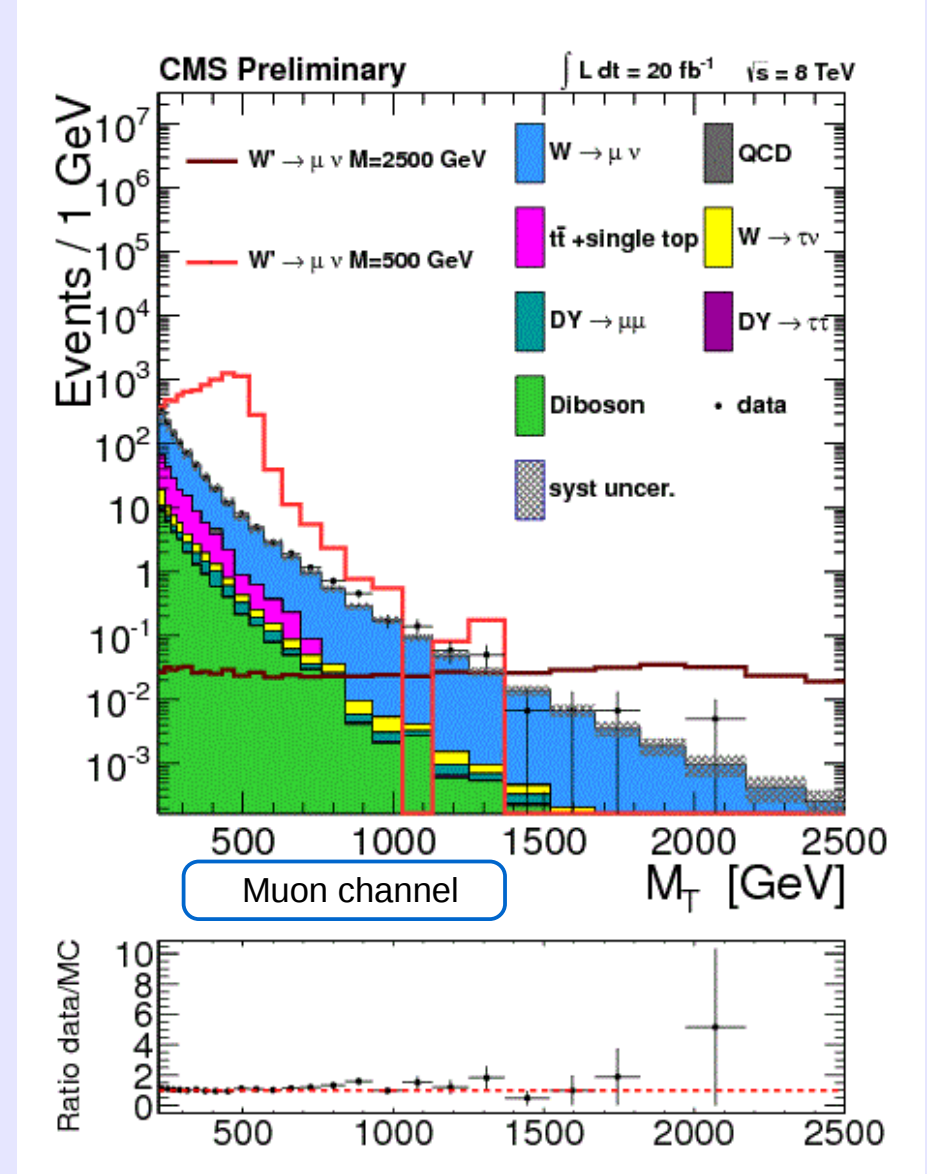 CMS Preliminary ∫ L dt = 20 fb⁻¹ √s = 8 TeV
Events / 1 GeV
10⁷
10⁶
10⁵
10⁴
10³
10²
10
1
10⁻¹
10⁻²
10⁻³
W' → μ ν M=2500 GeV
W' → μ ν M=500 GeV
W → μ ν
QCD
tt̄ +single top
W → τν
DY → μμ
DY → ττ
Diboson
data
syst uncer.
500 1000 1500 2000 2500
M_T [GeV]
Muon channel
Ratio data/MC
10
8
6
4
2
0
500 1000 1500 2000 2500